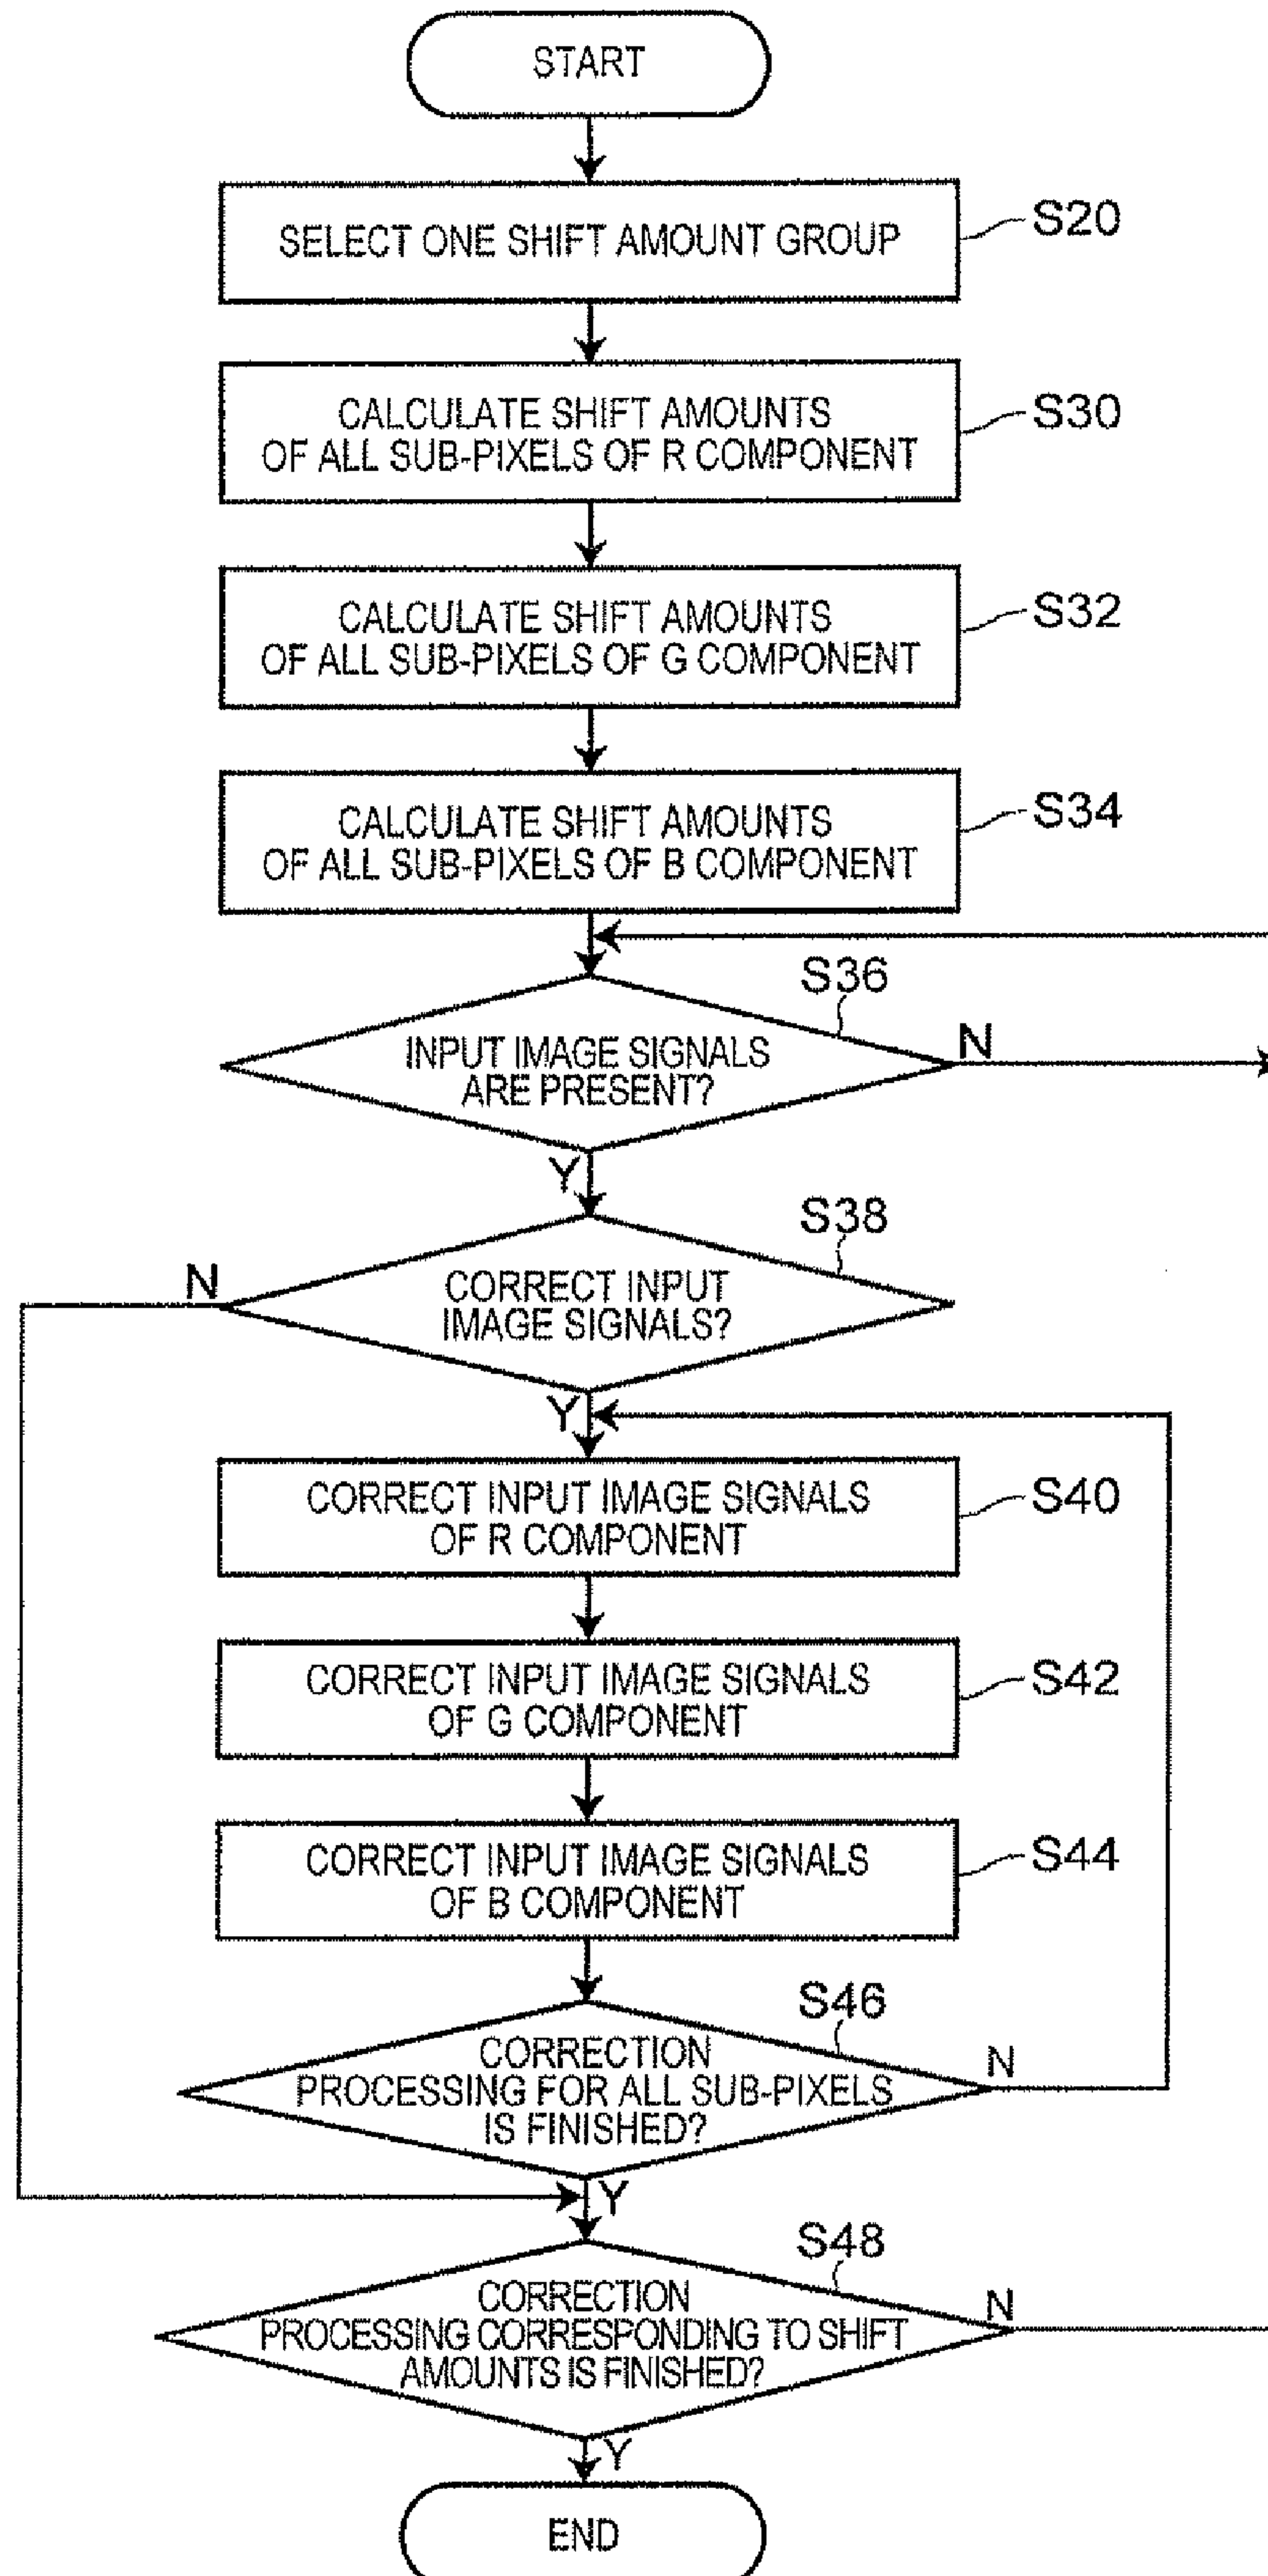 START
SELECT ONE SHIFT AMOUNT GROUP
S20
CALCULATE SHIFT AMOUNTS
OF ALL SUB-PIXELS OF R COMPONENT
S30
CALCULATE SHIFT AMOUNTS
OF ALL SUB-PIXELS OF G COMPONENT
S32
CALCULATE SHIFT AMOUNTS
OF ALL SUB-PIXELS OF B COMPONENT
S34
S36
INPUT IMAGE SIGNALS
ARE PRESENT?
N
Y
S38
CORRECT INPUT
IMAGE SIGNALS?
N
Y
CORRECT INPUT IMAGE SIGNALS
OF R COMPONENT
S40
CORRECT INPUT IMAGE SIGNALS
OF G COMPONENT
S42
CORRECT INPUT IMAGE SIGNALS
OF B COMPONENT
S44
S46
CORRECTION
PROCESSING FOR ALL SUB-PIXELS
IS FINISHED?
N
Y
S48
CORRECTION
PROCESSING CORRESPONDING TO SHIFT
AMOUNTS IS FINISHED?
N
Y
END